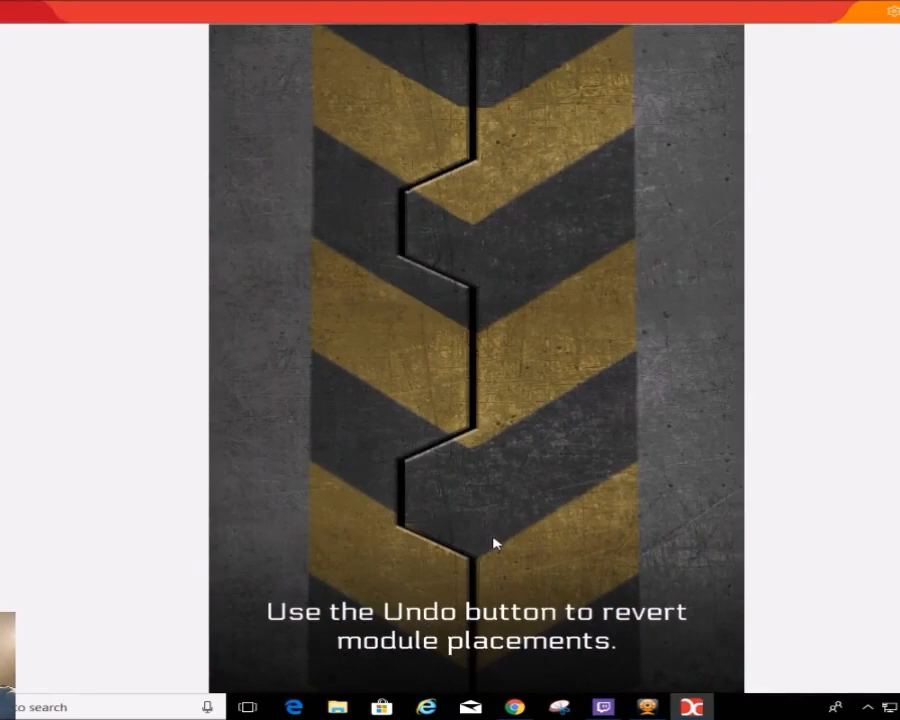 Use the Undo button to revert
module placements.
to search